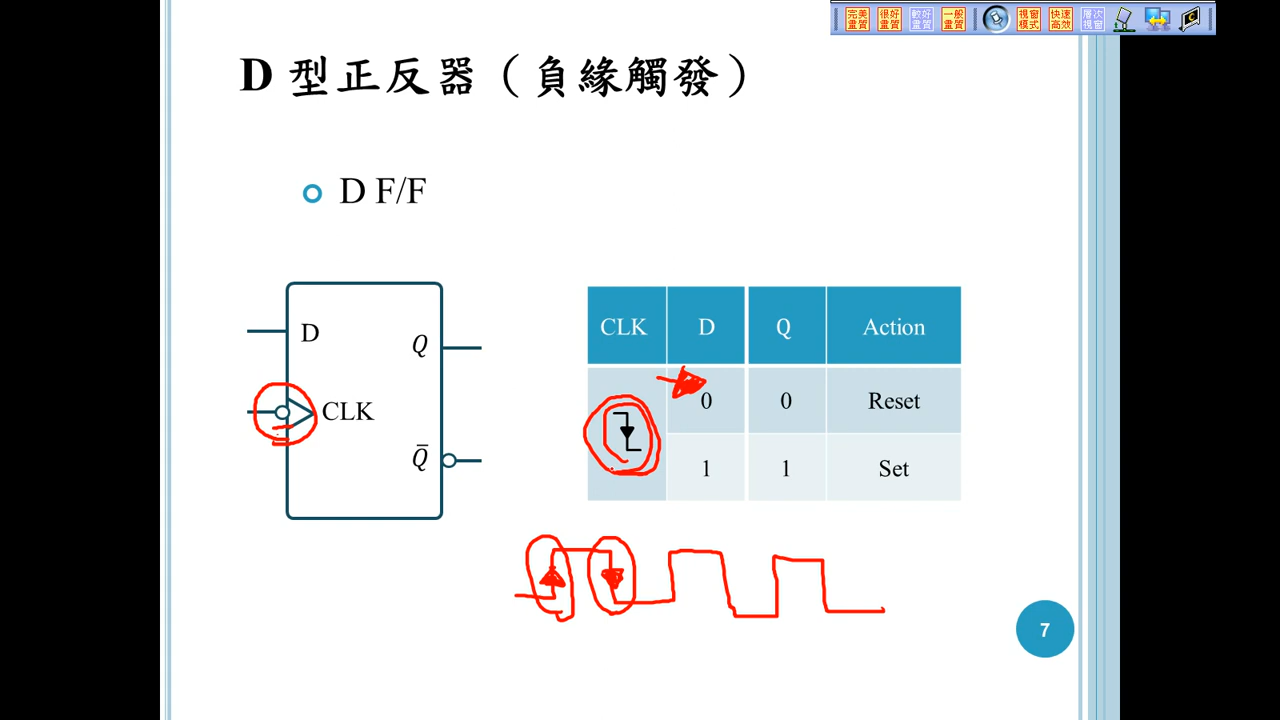 完美畫質 很好畫質 較好畫質 一般畫質 視窗模式 快速高效 層次視窗
D 型正反器（負緣觸發）
D F/F
D
Q
CLK
Q̅
CLK D Q Action
0 0 Reset
1 1 Set
7